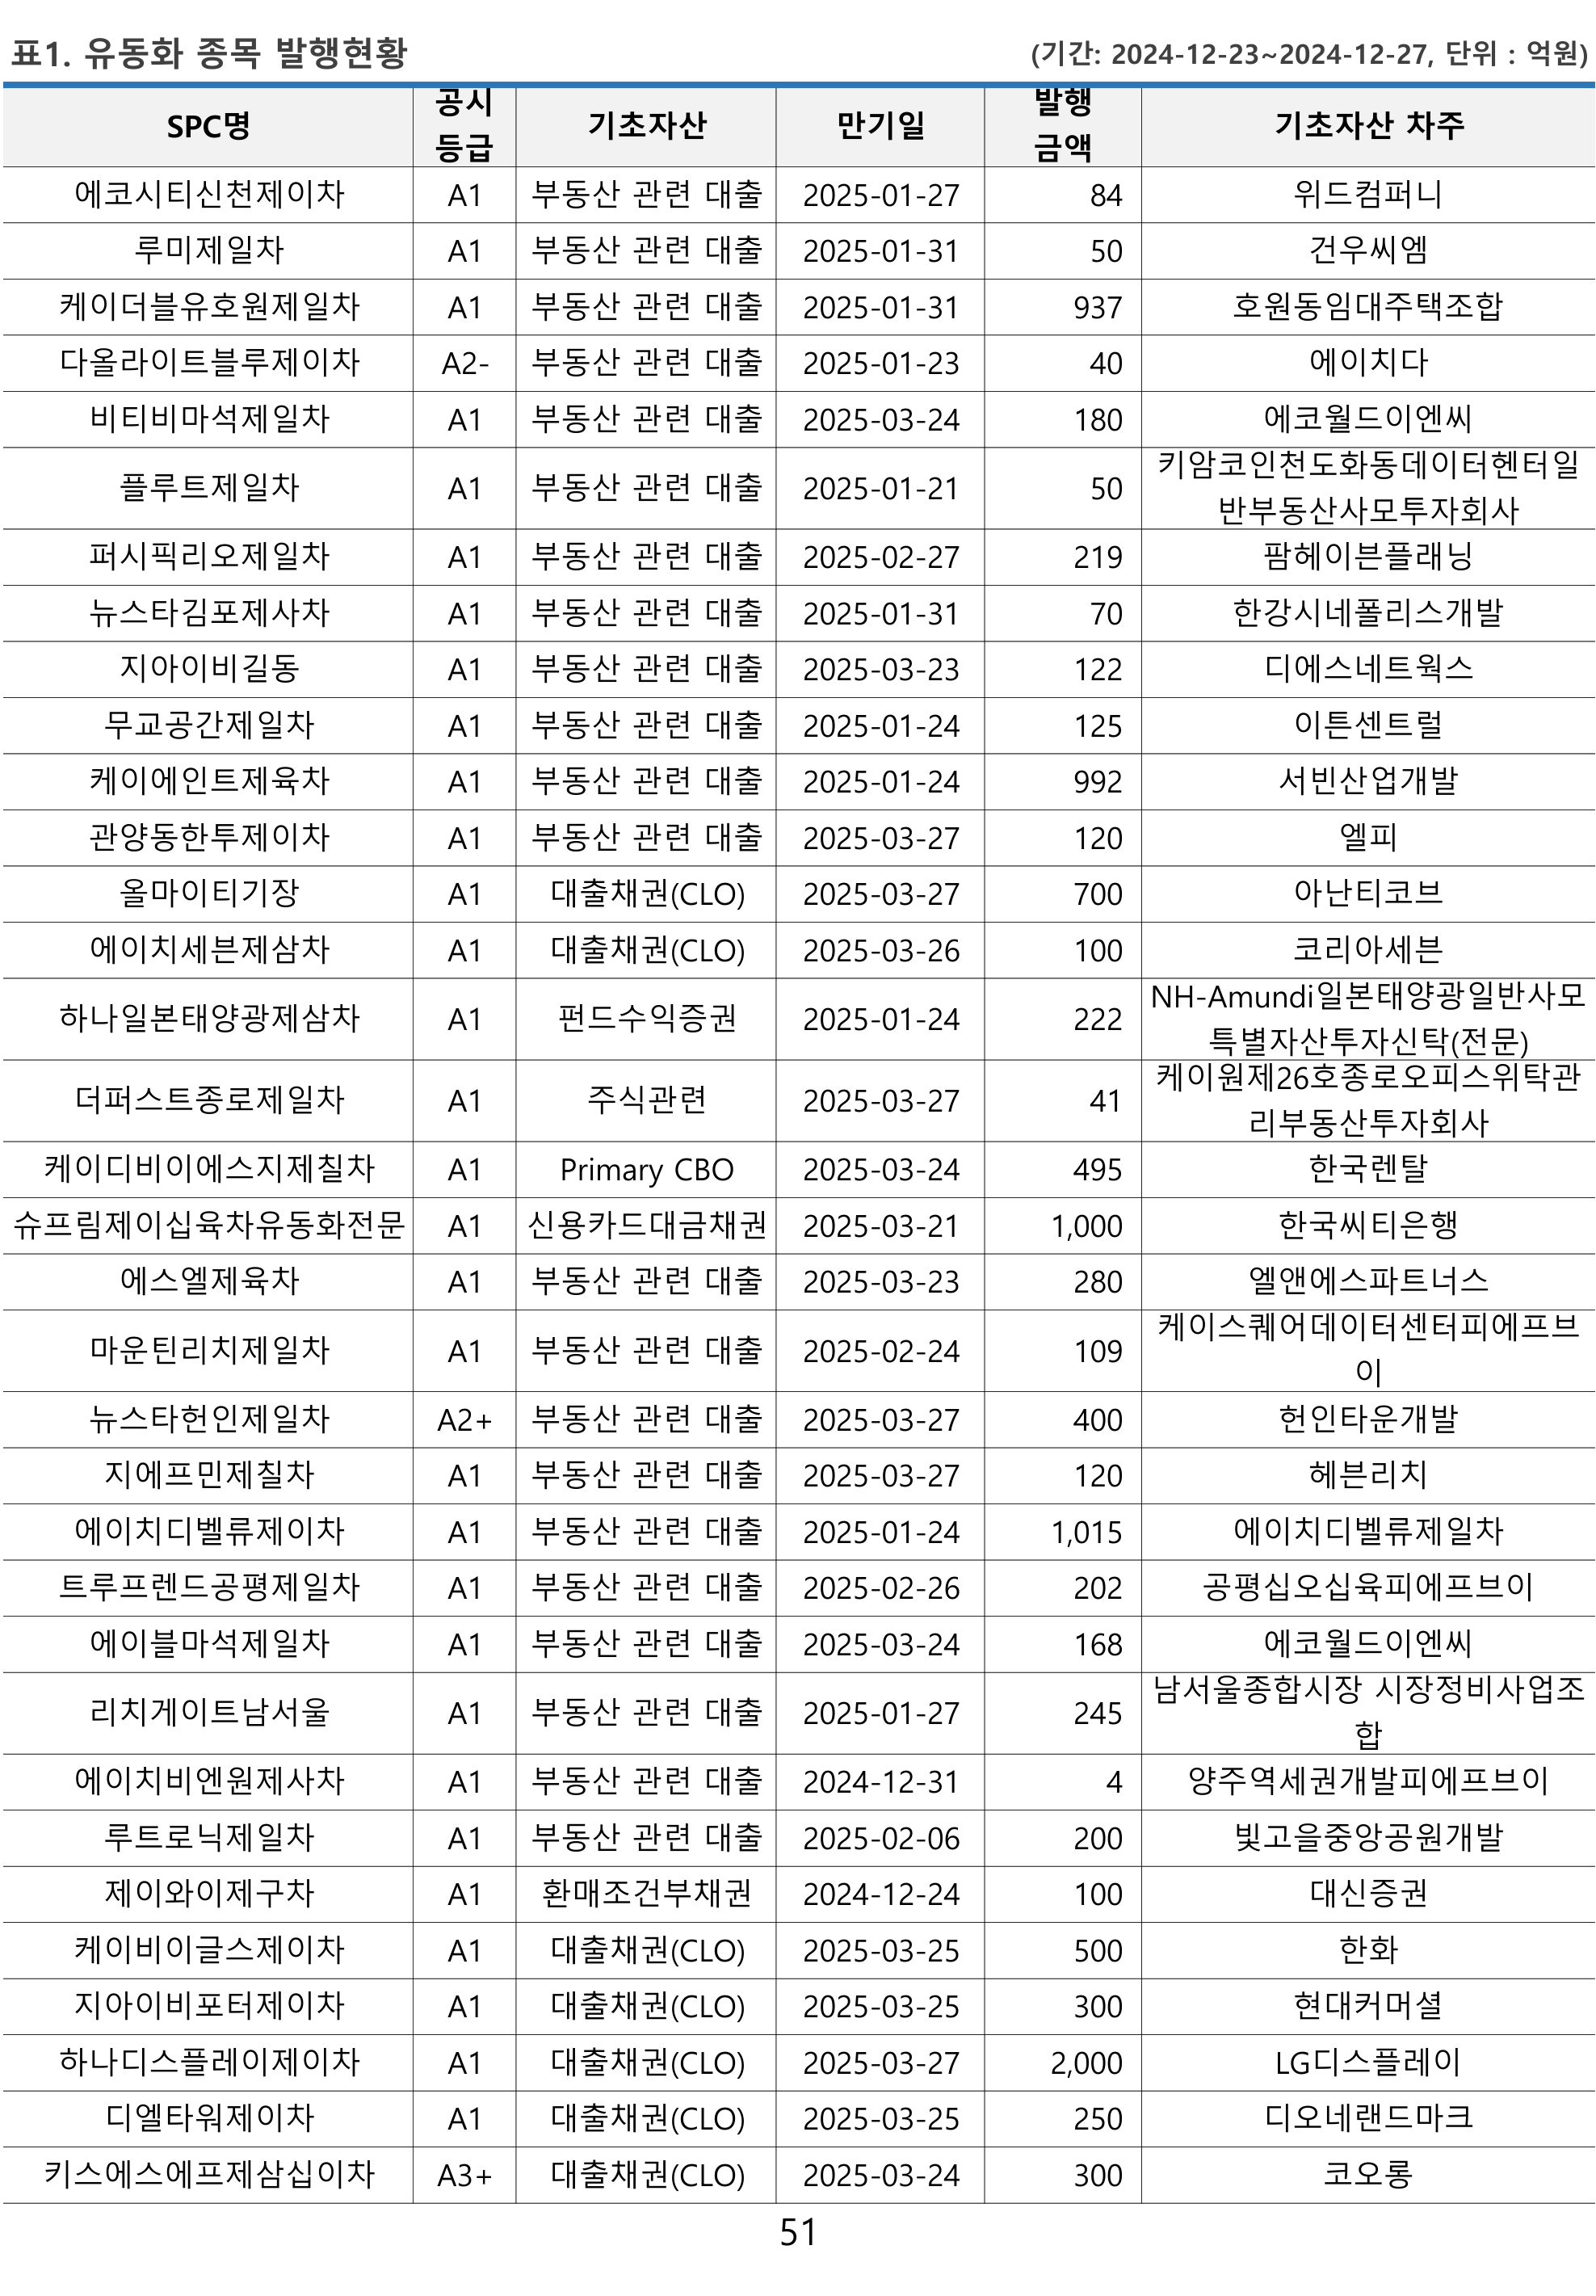 표1. 유동화 종목 발행현황 (기간: 2024-12-23~2024-12-27, 단위 : 억원)
SPC명 공시 등급 기초자산 만기일 발행 금액 기초자산 차주
에코시티신천제이차 A1 부동산 관련 대출 2025-01-27 84 위드컴퍼니
루미제일차 A1 부동산 관련 대출 2025-01-31 50 건우씨엠
케이더블유호원제일차 A1 부동산 관련 대출 2025-01-31 937 호원동임대주택조합
다올라이트블루제이차 A2- 부동산 관련 대출 2025-01-23 40 에이치다
비티비마석제일차 A1 부동산 관련 대출 2025-03-24 180 에코월드이엔씨
플루트제일차 A1 부동산 관련 대출 2025-01-21 50 키암코인천도화동데이터헨터일
반부동산사모투자회사
퍼시픽리오제일차 A1 부동산 관련 대출 2025-02-27 219 팜헤이븐플래닝
뉴스타김포제사차 A1 부동산 관련 대출 2025-01-31 70 한강시네폴리스개발
지아이비길동 A1 부동산 관련 대출 2025-03-23 122 디에스네트웍스
무교공간제일차 A1 부동산 관련 대출 2025-01-24 125 이튼센트럴
케이에인트제육차 A1 부동산 관련 대출 2025-01-24 992 서빈산업개발
관양동한투제이차 A1 부동산 관련 대출 2025-03-27 120 엘피
올마이티기장 A1 대출채권(CLO) 2025-03-27 700 아난티코브
에이치세븐제삼차 A1 대출채권(CLO) 2025-03-26 100 코리아세븐
하나일본태양광제삼차 A1 펀드수익증권 2025-01-24 222 NH-Amundi일본태양광일반사모
특별자산투자신탁(전문)
더퍼스트종로제일차 A1 주식관련 2025-03-27 41 케이원제26호종로오피스위탁관
리부동산투자회사
케이디비이에스지제칠차 A1 Primary CBO 2025-03-24 495 한국렌탈
슈프림제이십육차유동화전문 A1 신용카드대금채권 2025-03-21 1,000 한국씨티은행
에스엘제육차 A1 부동산 관련 대출 2025-03-23 280 엘앤에스파트너스
마운틴리치제일차 A1 부동산 관련 대출 2025-02-24 109 케이스퀘어데이터센터피에프브
이
뉴스타헌인제일차 A2+ 부동산 관련 대출 2025-03-27 400 헌인타운개발
지에프민제칠차 A1 부동산 관련 대출 2025-03-27 120 헤븐리치
에이치디벨류제이차 A1 부동산 관련 대출 2025-01-24 1,015 에이치디벨류제일차
트루프렌드공평제일차 A1 부동산 관련 대출 2025-02-26 202 공평십오십육피에프브이
에이블마석제일차 A1 부동산 관련 대출 2025-03-24 168 에코월드이엔씨
리치게이트남서울 A1 부동산 관련 대출 2025-01-27 245 남서울종합시장 시장정비사업조
합
에이치비엔원제사차 A1 부동산 관련 대출 2024-12-31 4 양주역세권개발피에프브이
루트로닉제일차 A1 부동산 관련 대출 2025-02-06 200 빛고을중앙공원개발
제이와이제구차 A1 환매조건부채권 2024-12-24 100 대신증권
케이비이글스제이차 A1 대출채권(CLO) 2025-03-25 500 한화
지아이비포터제이차 A1 대출채권(CLO) 2025-03-25 300 현대커머셜
하나디스플레이제이차 A1 대출채권(CLO) 2025-03-27 2,000 LG디스플레이
디엘타워제이차 A1 대출채권(CLO) 2025-03-25 250 디오네랜드마크
키스에스에프제삼십이차 A3+ 대출채권(CLO) 2025-03-24 300 코오롱
51